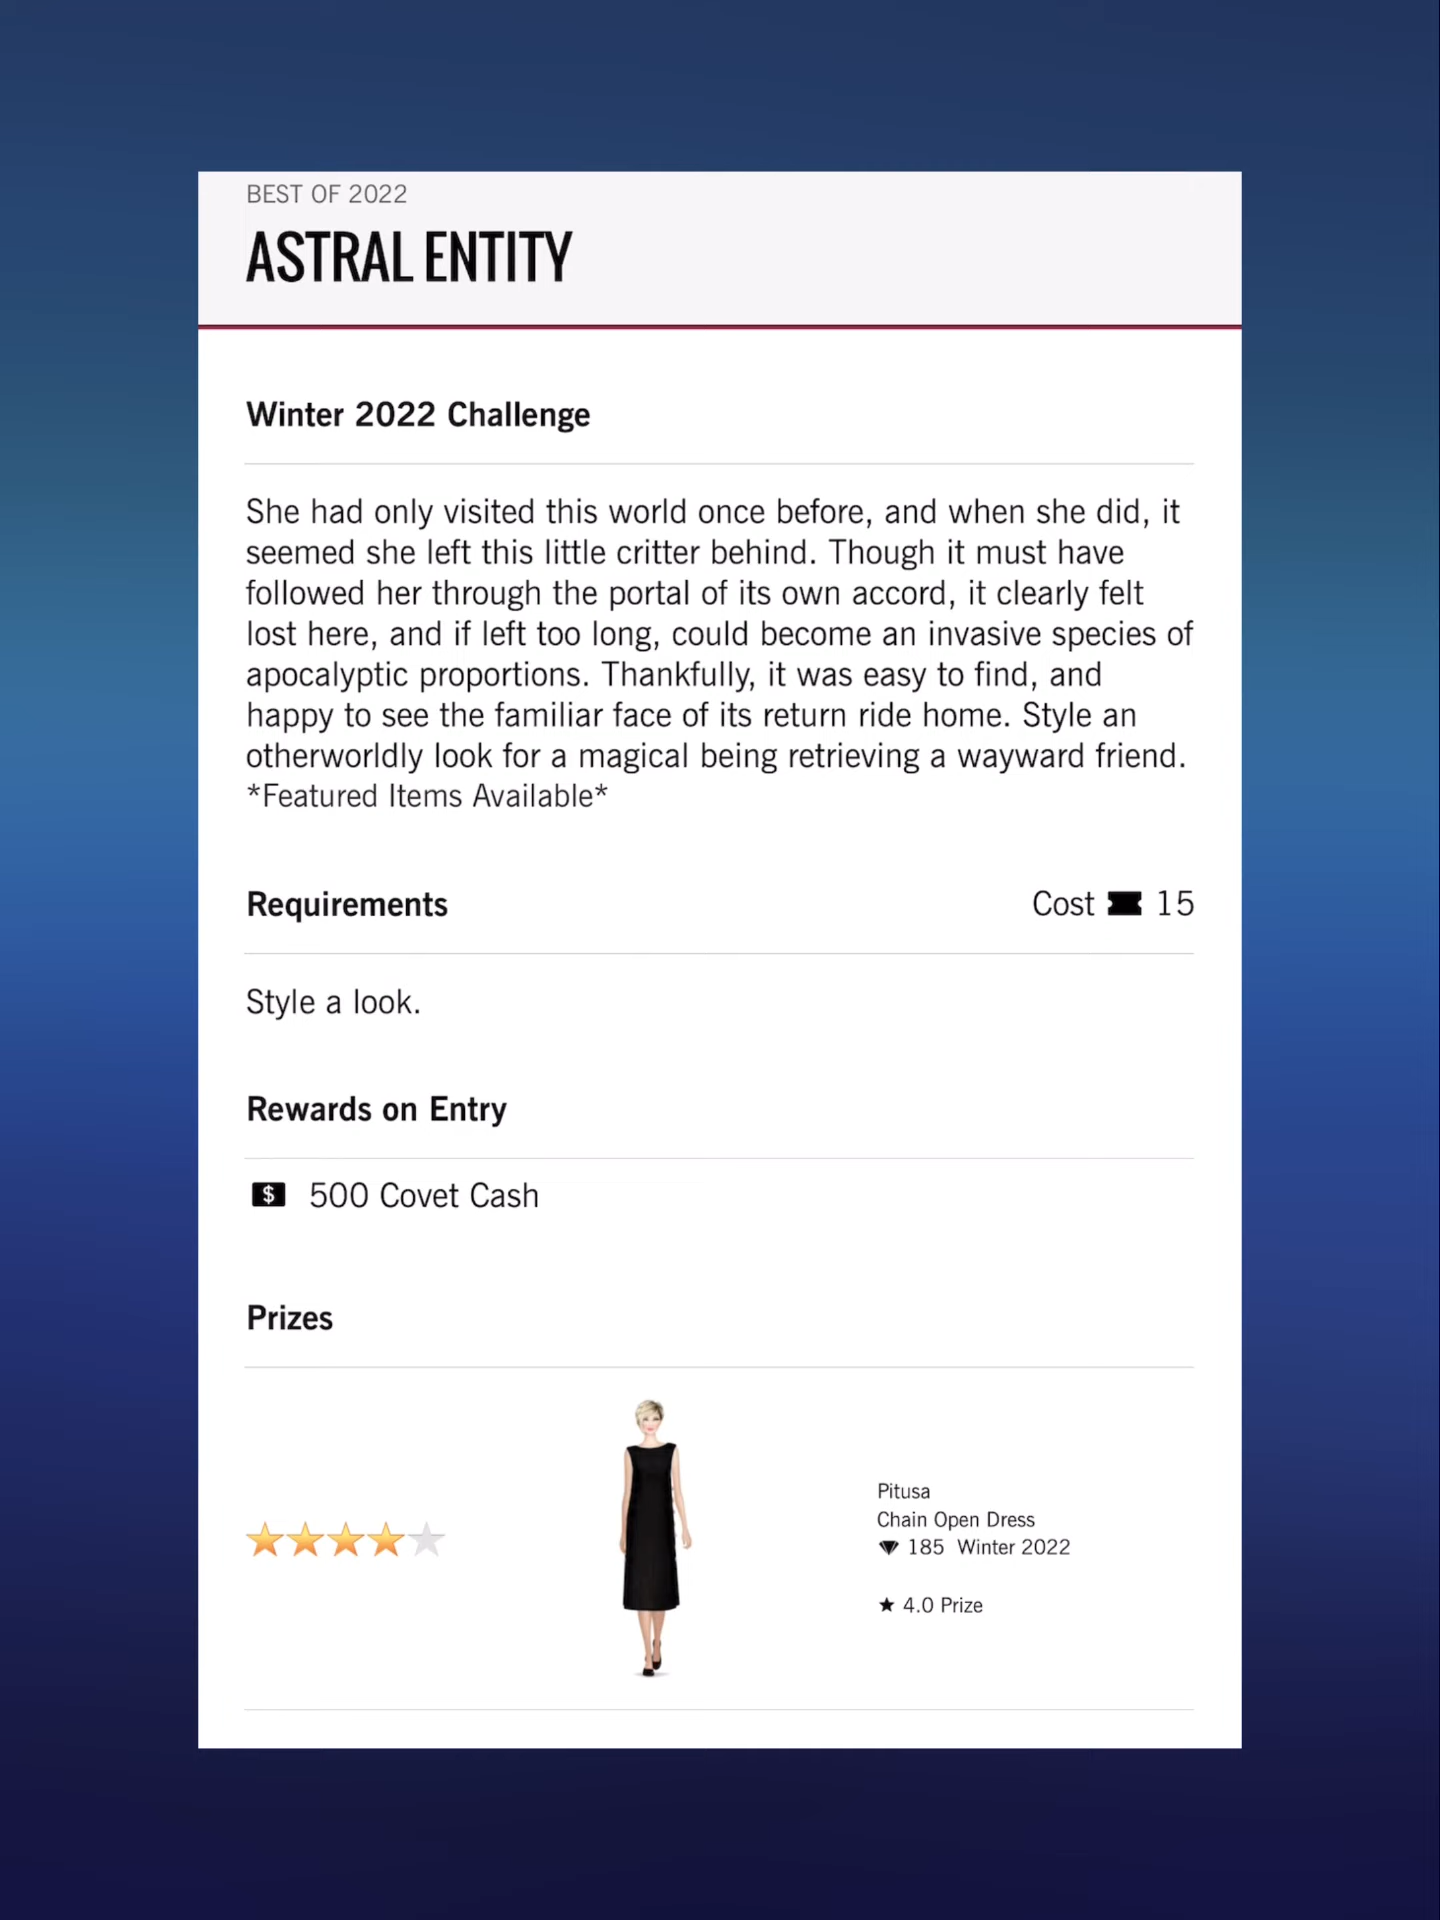 BEST OF 2022
ASTRAL ENTITY
Winter 2022 Challenge
She had only visited this world once before, and when she did, it
seemed she left this little critter behind. Though it must have
followed her through the portal of its own accord, it clearly felt
lost here, and if left too long, could become an invasive species of
apocalyptic proportions. Thankfully, it was easy to find, and
happy to see the familiar face of its return ride home. Style an
otherworldly look for a magical being retrieving a wayward friend.
*Featured Items Available*
Requirements
Cost 15
Style a look.
Rewards on Entry
$ 500 Covet Cash
Prizes
Pitusa
Chain Open Dress
185 Winter 2022
★ 4.0 Prize